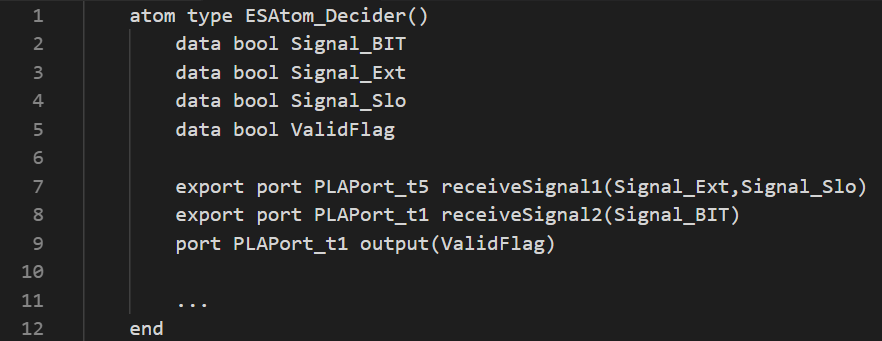 1 atom type ESAtom_Decider()
2 data bool Signal_BIT
3 data bool Signal_Ext
4 data bool Signal_Slo
5 data bool ValidFlag
6
7 export port PLAPort_t5 receiveSignal1(Signal_Ext,Signal_Slo)
8 export port PLAPort_t1 receiveSignal2(Signal_BIT)
9 port PLAPort_t1 output(ValidFlag)
10
11 ...
12 end